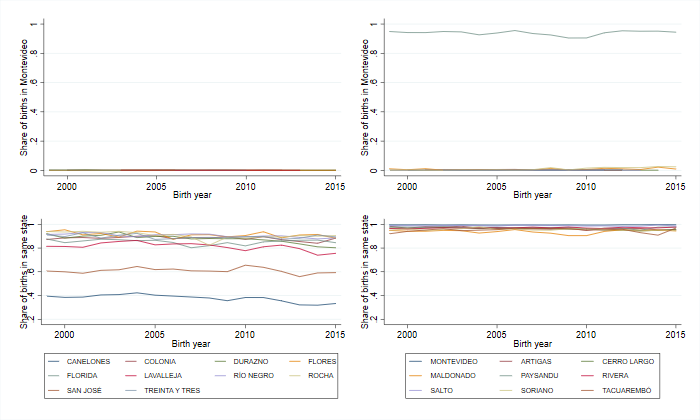 Share of births in Montevideo
0 .2 .4 .6 .8 1
2000 2005 2010 2015
Birth year
Share of births in Montevideo
0 .2 .4 .6 .8 1
2000 2005 2010 2015
Birth year
Share of births in same state
.2 .4 .6 .8 1
2000 2005 2010 2015
Birth year
Share of births in same state
.2 .4 .6 .8 1
2000 2005 2010 2015
Birth year
CANELONES COLONIA DURAZNO FLORES
FLORIDA LAVALLEJA RÍO NEGRO ROCHA
SAN JOSÉ TREINTA Y TRES
MONTEVIDEO ARTIGAS CERRO LARGO
MALDONADO PAYSANDU RIVERA
SALTO SORIANO TACUAREMBÓ